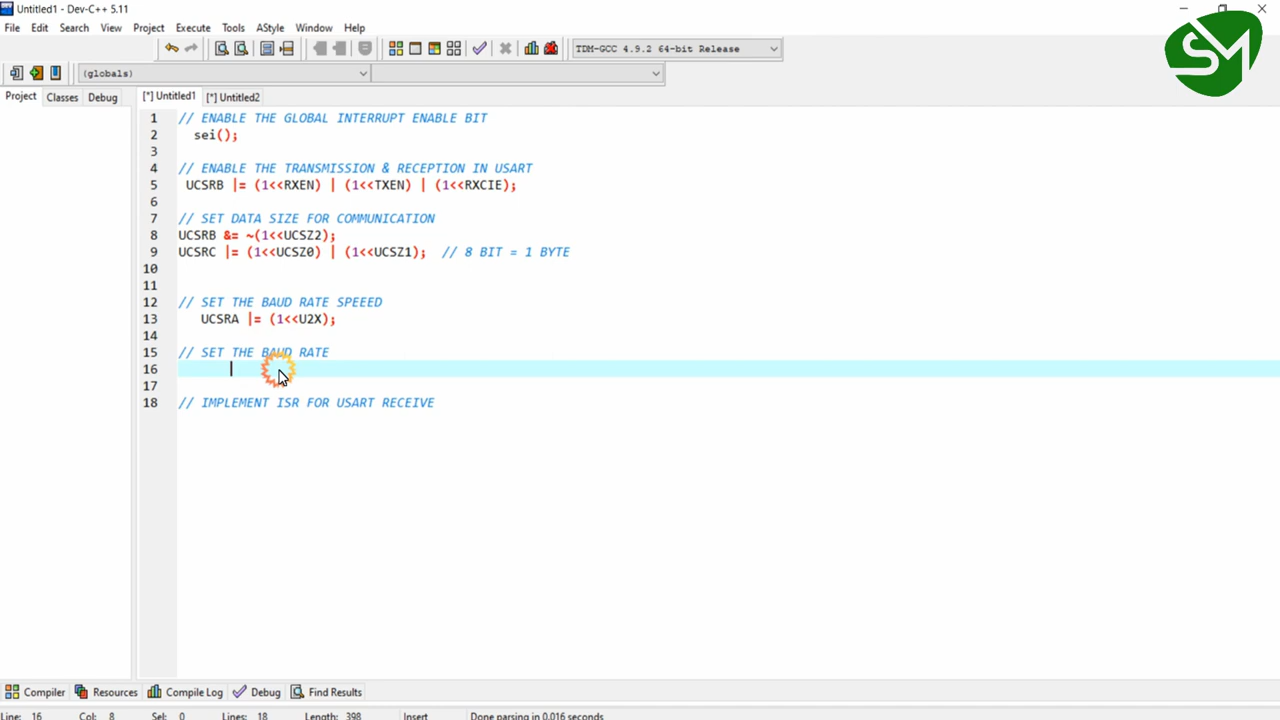 Untitled1 - Dev-C++ 5.11
File Edit Search View Project Execute Tools AStyle Window Help
TDM-GCC 4.9.2 64-bit Release
(globals)
Project Classes Debug [*] Untitled1 [*] Untitled2
1 // ENABLE THE GLOBAL INTERRUPT ENABLE BIT
2 sei();
3
4 // ENABLE THE TRANSMISSION & RECEPTION IN USART
5 UCSRB |= (1<<RXEN) | (1<<TXEN) | (1<<RXCIE);
6
7 // SET DATA SIZE FOR COMMUNICATION
8 UCSRB &= ~(1<<UCSZ2);
9 UCSRC |= (1<<UCSZ0) | (1<<UCSZ1); // 8 BIT = 1 BYTE
10
11
12 // SET THE BAUD RATE SPEEED
13 UCSRA |= (1<<U2X);
14
15 // SET THE BAUD RATE
16
17
18 // IMPLEMENT ISR FOR USART RECEIVE
Compiler Resources Compile Log Debug Find Results
Line: 16 Col: 8 Sel: 0 Lines: 18 Length: 398 Insert Done parsing in 0.016 seconds
SM